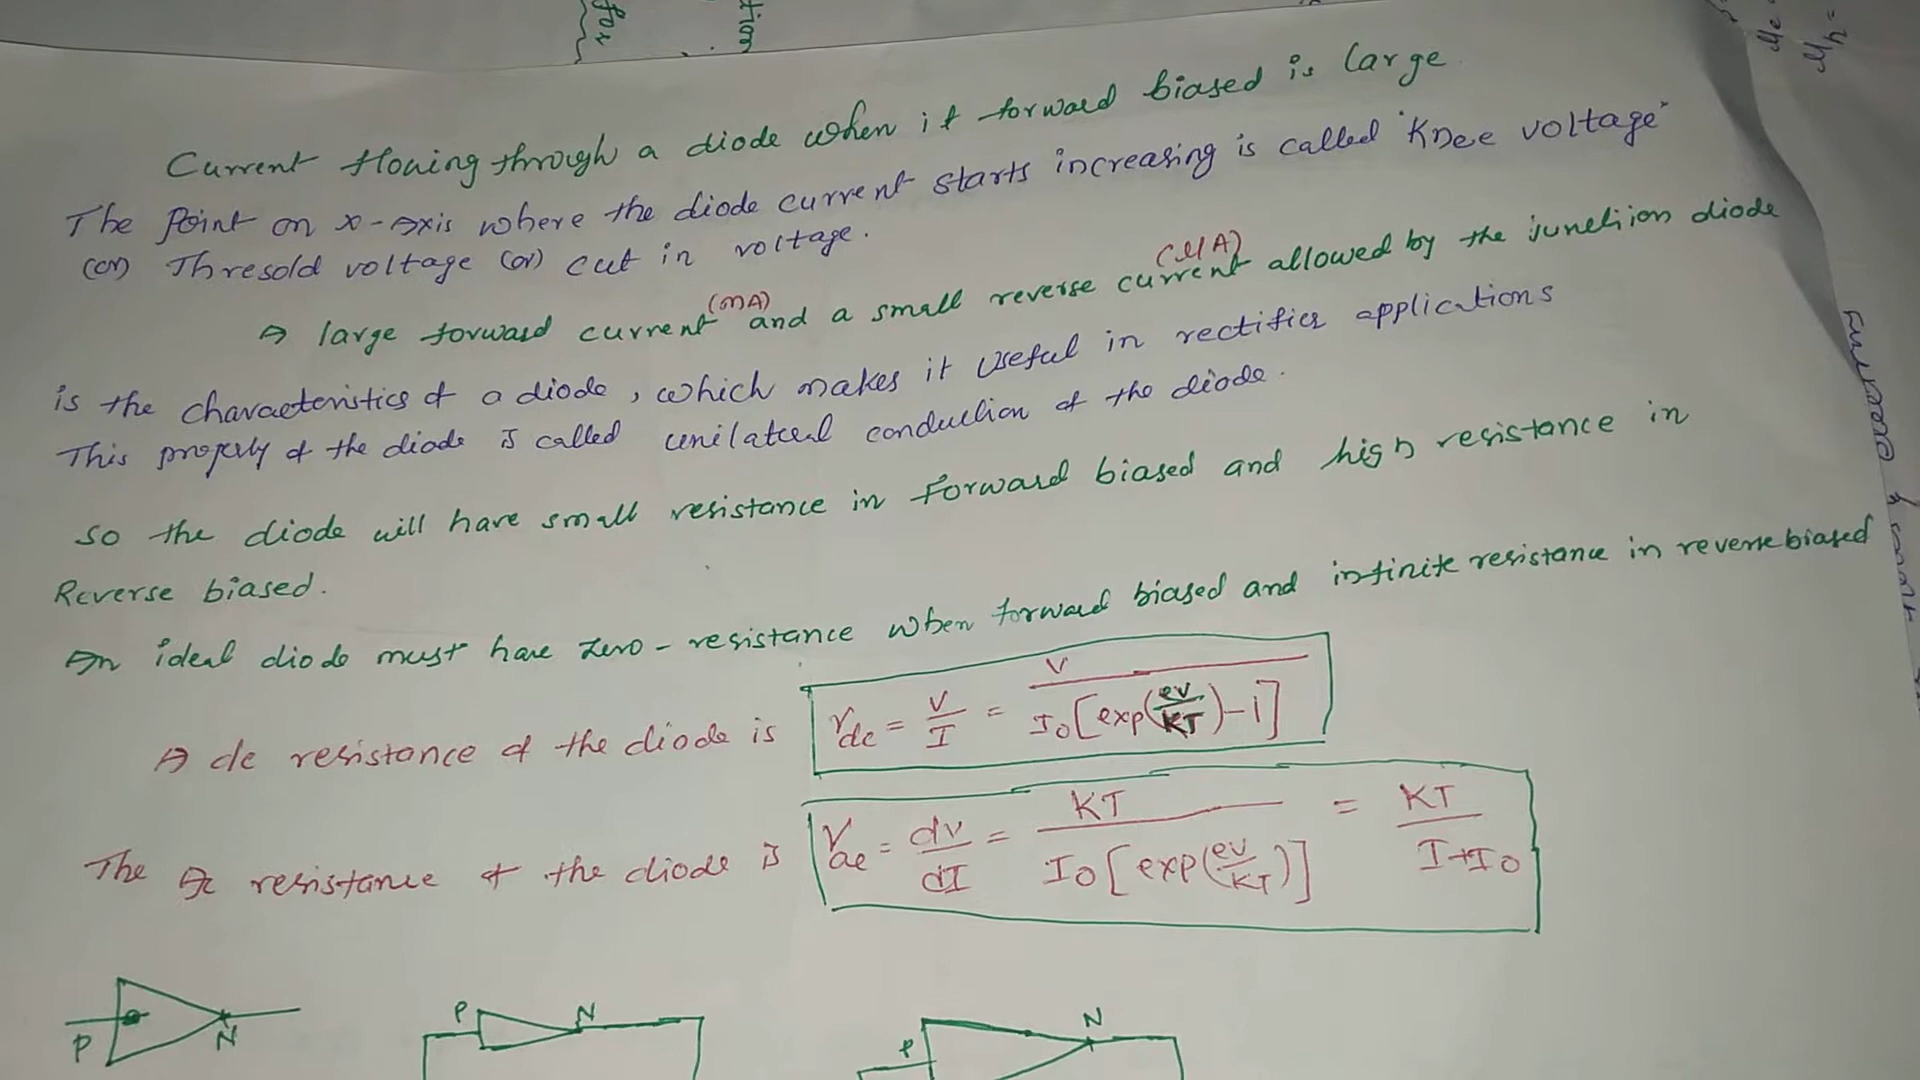 for
tion
μe
μh =
Current flowing through a diode when it forward biased is large
The Point on x-axis where the diode current starts increasing is called "Knee voltage"
(or) Thresold voltage (or) cut in voltage.
(μA)
(mA)
⇒ large forward current and a small reverse current allowed by the junction diode
is the characteristics of a diode, which makes it useful in rectifier applications
This property of the diode is called unilateral conduction of the diode.
So the diode will have small resistance in Forward biased and high resistance in
Reverse biased.
An ideal diode must have zero-resistance when forward biased and infinite resistance in reverse biased
⇒ dc resistance of the diode is rdc = V/I = V/I0[exp(eV/KT)-1]
The Ac resistance of the diode is rac = dV/dI = KT/I0[exp(eV/KT)] = KT/I+I0
P N
P N
P N